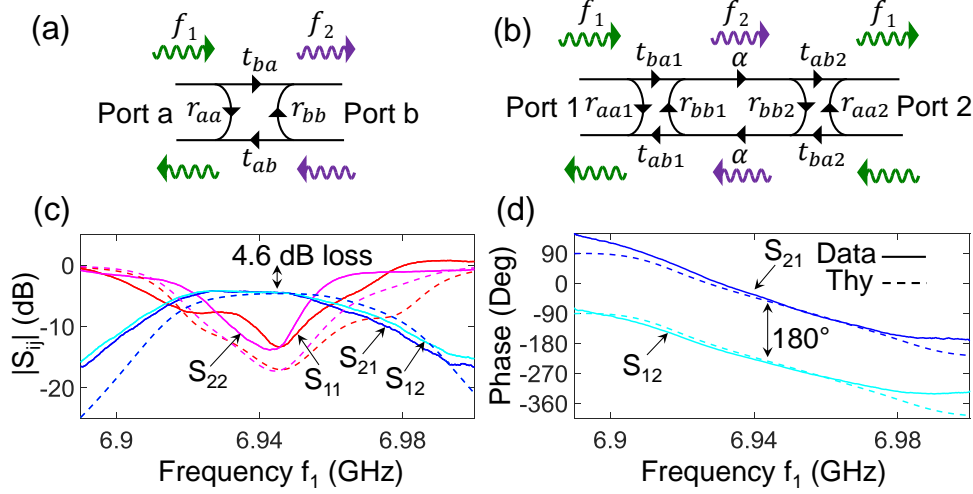 (a)
f1 f2
tba
Port a raa rbb Port b
tab
(b)
f1 f2 f1
tba1 α tab2
Port 1 raa1 rbb1 rbb2 raa2 Port 2
tab1 α tba2
(c)
0
-10
-20
|Sij| (dB)
4.6 dB loss
S22 S11 S21 S12
6.9 6.94 6.98
Frequency f1 (GHz)
(d)
90
0
-90
-180
-270
-360
Phase (Deg)
S21
Data
Thy
180°
S12
6.9 6.94 6.98
Frequency f1 (GHz)